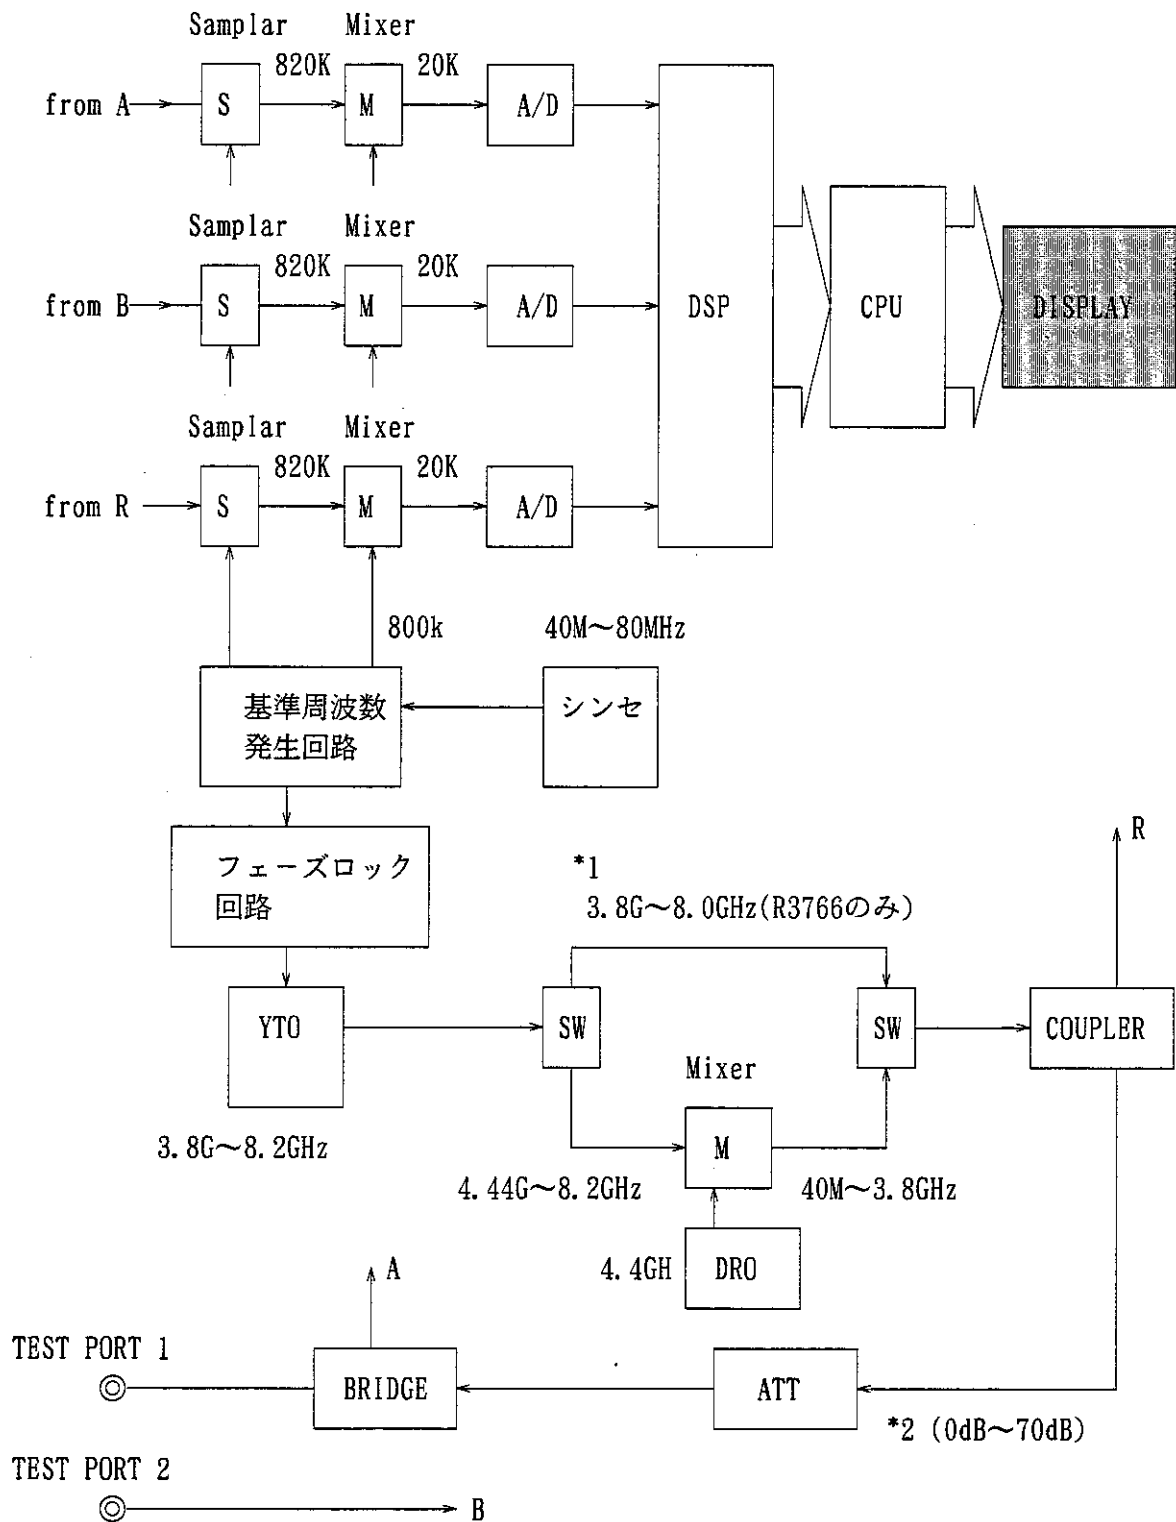 Samplar Mixer
820K 20K
from A S M A/D
Samplar Mixer
820K 20K
from B S M A/D DSP CPU DISPLAY
Samplar Mixer
820K 20K
from R S M A/D
800k 40M～80MHz
基準周波数 シンセ
発生回路
R
フェーズロック
回路
*1
3.8G～8.0GHz(R3766のみ)
YTO SW SW COUPLER
Mixer
3.8G～8.2GHz M
4.44G～8.2GHz 40M～3.8GHz
4.4GH DRO
A
TEST PORT 1
BRIDGE ATT
*2 (0dB～70dB)
TEST PORT 2
B